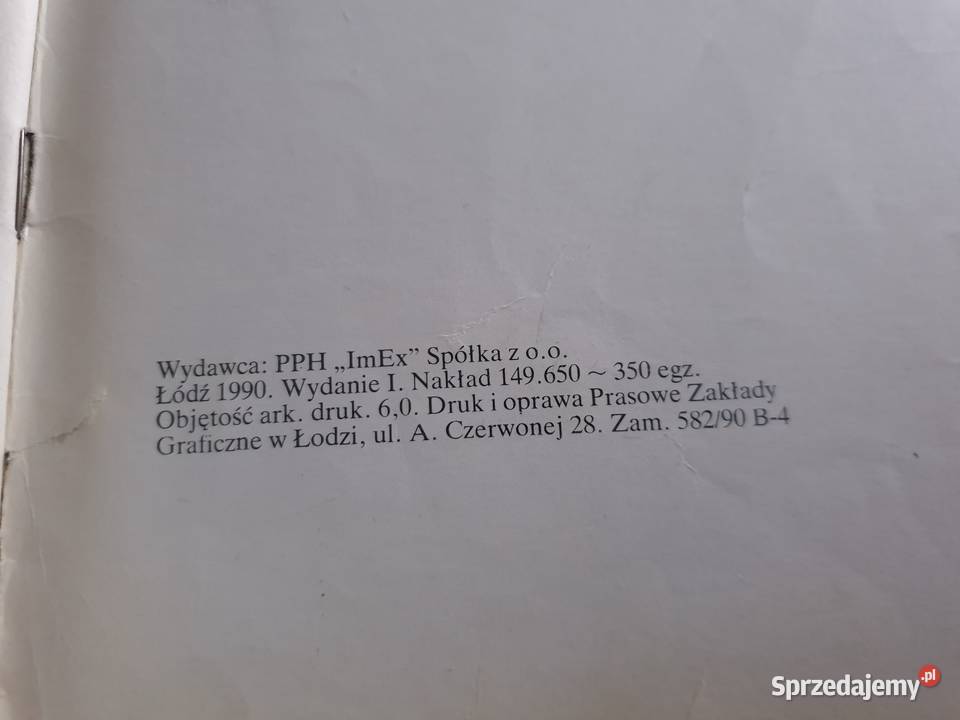 Wydawca: PPH „ImEx” Spółka z o.o.
Łódź 1990. Wydanie I. Nakład 149.650 ~ 350 egz.
Objętość ark. druk. 6,0. Druk i oprawa Prasowe Zakłady
Graficzne w Łodzi, ul. A. Czerwonej 28. Zam. 582/90 B-4
Sprzedajemy.pl